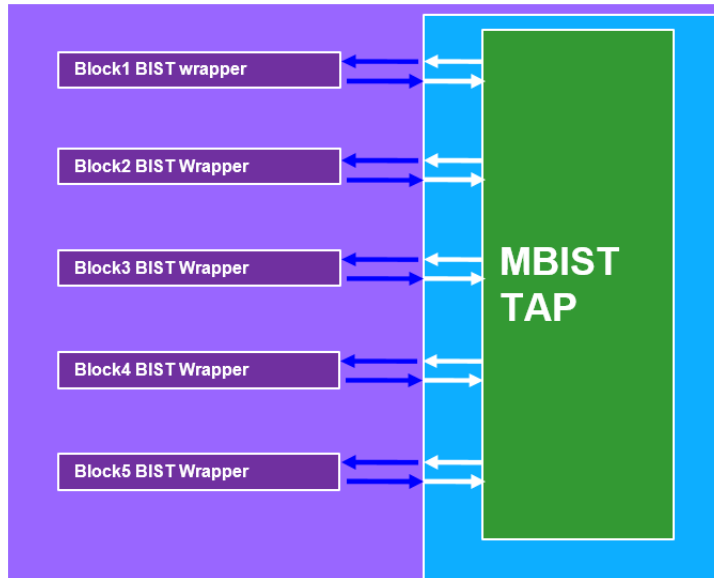 Block1 BIST wrapper
Block2 BIST Wrapper
Block3 BIST Wrapper
Block4 BIST Wrapper
Block5 BIST Wrapper
MBIST
TAP